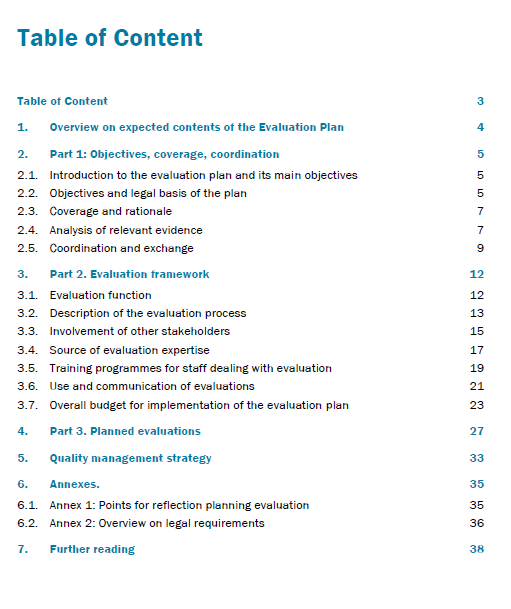 Table of Content
Table of Content 3
1. Overview on expected contents of the Evaluation Plan 4
2. Part 1: Objectives, coverage, coordination 5
2.1. Introduction to the evaluation plan and its main objectives 5
2.2. Objectives and legal basis of the plan 5
2.3. Coverage and rationale 7
2.4. Analysis of relevant evidence 7
2.5. Coordination and exchange 9
3. Part 2. Evaluation framework 12
3.1. Evaluation function 12
3.2. Description of the evaluation process 13
3.3. Involvement of other stakeholders 15
3.4. Source of evaluation expertise 17
3.5. Training programmes for staff dealing with evaluation 19
3.6. Use and communication of evaluations 21
3.7. Overall budget for implementation of the evaluation plan 23
4. Part 3. Planned evaluations 27
5. Quality management strategy 33
6. Annexes. 35
6.1. Annex 1: Points for reflection planning evaluation 35
6.2. Annex 2: Overview on legal requirements 36
7. Further reading 38